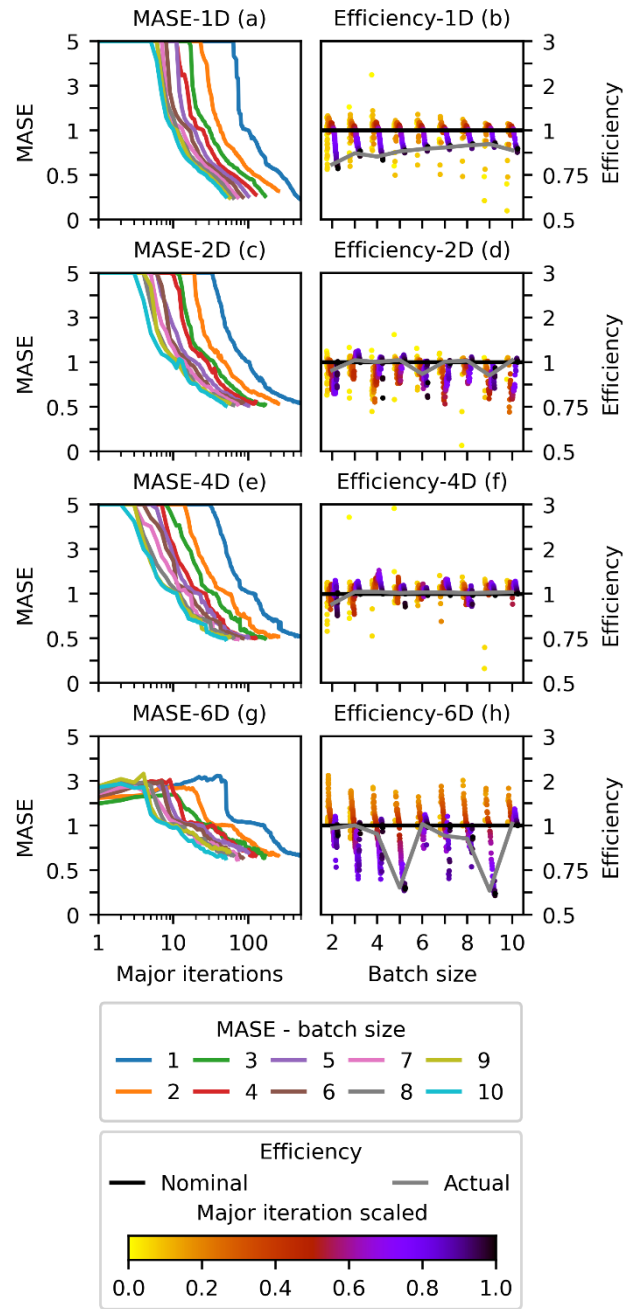 MASE-1D (a) Efficiency-1D (b)
5 3
3 2
MASE 1 1 Efficiency
0.5 0.75
0 0.5
MASE-2D (c) Efficiency-2D (d)
5 3
3 2
MASE 1 1 Efficiency
0.5 0.75
0 0.5
MASE-4D (e) Efficiency-4D (f)
5 3
3 2
MASE 1 1 Efficiency
0.5 0.75
0 0.5
MASE-6D (g) Efficiency-6D (h)
5 3
3 2
MASE 1 1 Efficiency
0.5 0.75
0 0.5
1 10 100 2 4 6 8 10
Major iterations Batch size
MASE - batch size
1 3 5 7 9
2 4 6 8 10
Efficiency
Nominal Actual
Major iteration scaled
0.0 0.2 0.4 0.6 0.8 1.0